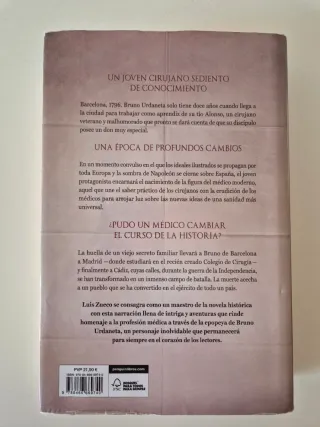 UN JOVEN CIRUJANO SEDIENTO
DE CONOCIMIENTO
Barcelona, 1796. Bruno Urdaneta solo tiene doce años cuando llega a
la ciudad para trabajar como aprendiz de su tío Alonso, un cirujano
veterano y malhumorado que pronto se dará cuenta de que su discípulo
posee un don muy especial.
UNA ÉPOCA DE PROFUNDOS CAMBIOS
En un momento convulso en el que los ideales ilustrados se propagan por
toda Europa y la sombra de Napoleón se cierne sobre España, el joven
protagonista encarnará el nacimiento de la figura del médico moderno,
aquel que une el saber práctico de los cirujanos con la erudición de los
médicos para arrojar luz sobre las nuevas ideas de una sanidad más
universal.
¿PUDO UN MÉDICO CAMBIAR
EL CURSO DE LA HISTORIA?
La huella de un viejo secreto familiar llevará a Bruno de Barcelona
a Madrid —donde estudiará en el recién creado Colegio de Cirugía—
y finalmente a Cádiz, cuyas calles, durante la guerra de la Independencia,
se han transformado en un inmenso campo de batalla. La muerte acecha
a un pueblo que se ha convertido en el ejército de todo un país.
Luis Zueco se consagra como un maestro de la novela histórica
con esta narración llena de intriga y aventuras que rinde
homenaje a la profesión médica a través de la epopeya de Bruno
Urdaneta, un personaje inolvidable que permanecerá
para siempre en el corazón de los lectores.
PVP 21,90 €
penguinlibros.com
FSC